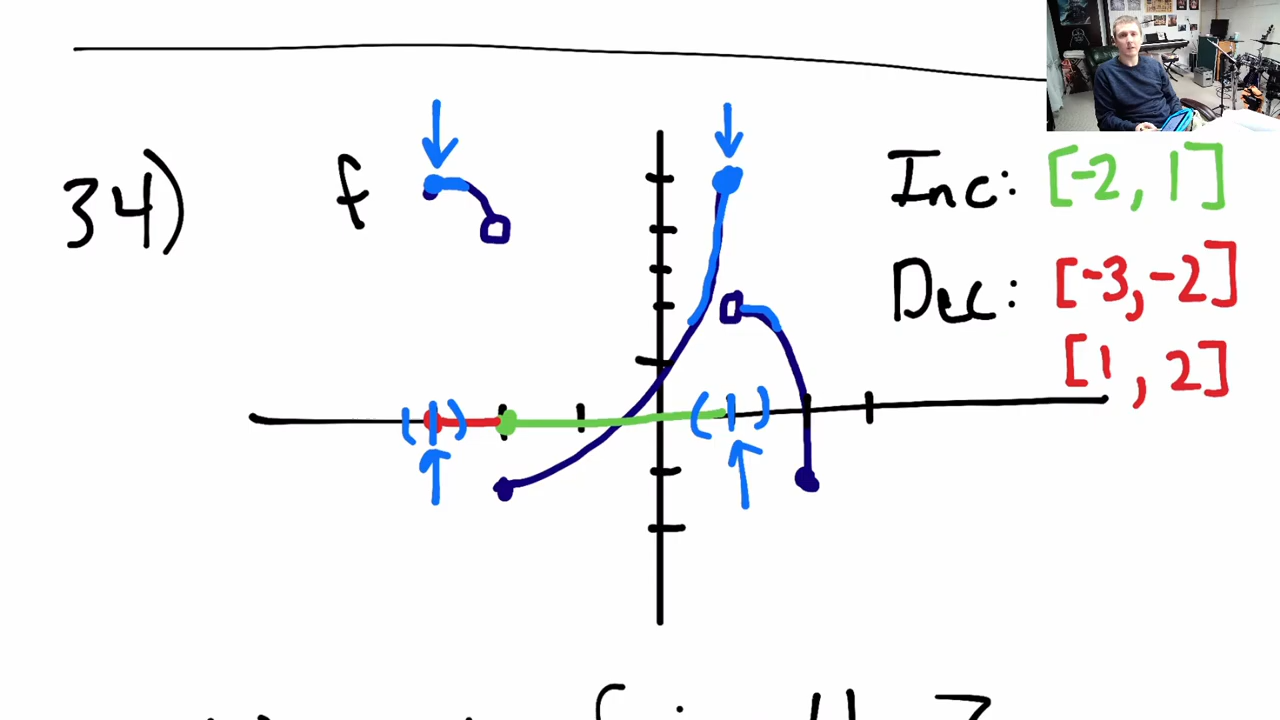 34)
f
Inc: [-2, 1]
Dec: [-3,-2]
[1, 2]